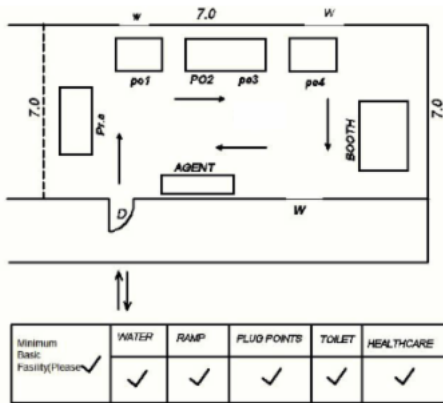 w 7.0 W
po1 PO2 po3 po4
7.0
Pr.o
7.0
BOOTH
AGENT
D
W
Minimum
Basic
Fasility(Please
WATER RAMP PLUG POINTS TOILET HEALTHCARE